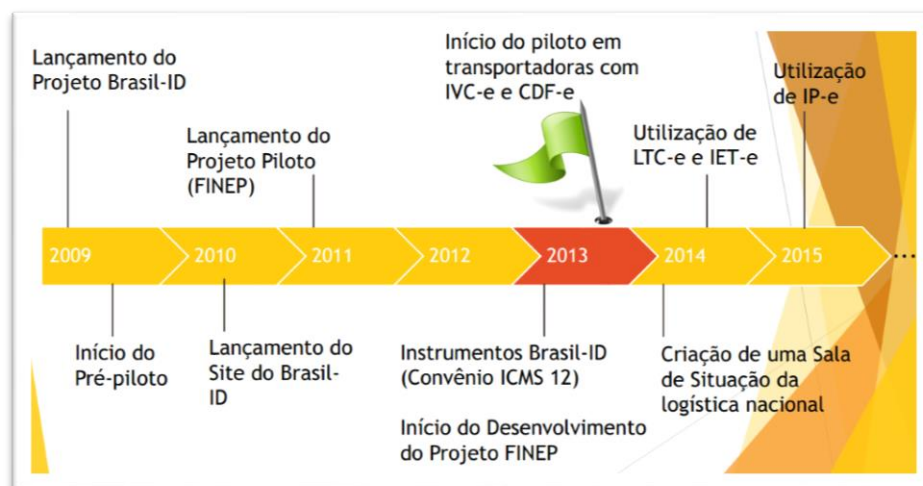 Lançamento do
Projeto Brasil-ID
Lançamento do
Projeto Piloto
(FINEP)
Início do piloto em
transportadoras com
IVC-e e CDF-e
Utilização de
LTC-e e IET-e
Utilização
de IP-e
2009
2010
2011
2012
2013
2014
2015
...
Início do
Pré-piloto
Lançamento do
Site do Brasil-
ID
Instrumentos Brasil-ID
(Convênio ICMS 12)
Início do Desenvolvimento
do Projeto FINEP
Criação de uma Sala
de Situação da
logística nacional